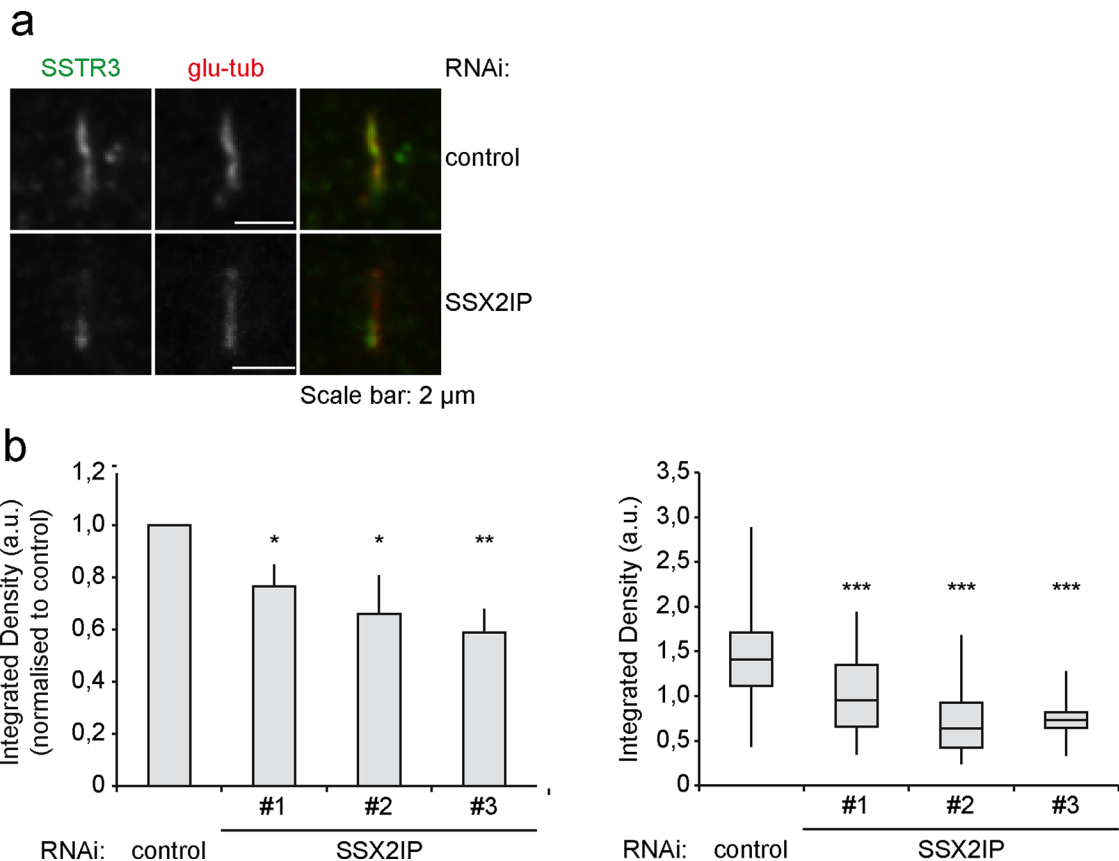 a
SSTR3 glu-tub RNAi:
control
SSX2IP
Scale bar: 2 µm
b
Integrated Density (a.u.)
(normalised to control)
1,2
1,0
0,8
0,6
0,4
0,2
0
* * **
#1 #2 #3
RNAi: control SSX2IP
Integrated Density (a.u.)
3,5
3,0
2,5
2,0
1,5
1,0
0,5
0
*** *** ***
#1 #2 #3
RNAi: control SSX2IP